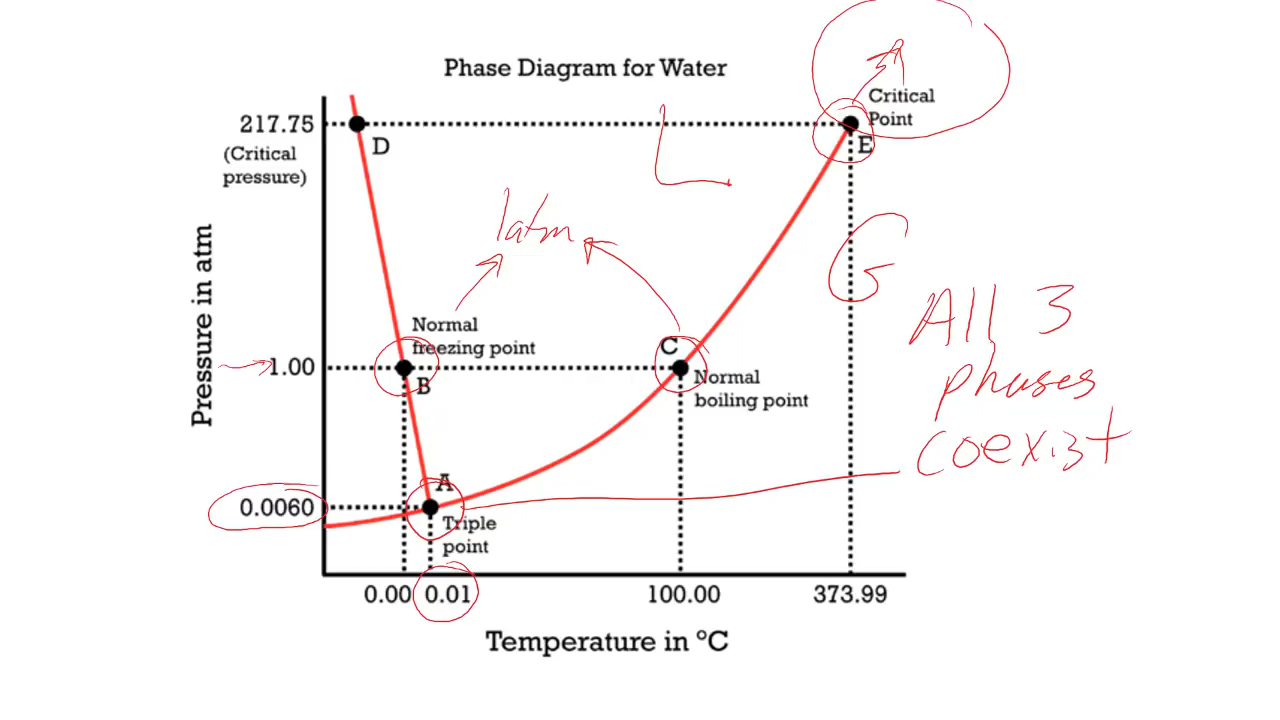 Phase Diagram for Water
Critical
Point
217.75
(Critical
pressure)
D
E
L
1atm
G
Pressure in atm
All 3
phases
coexist
Normal
freezing point
1.00
B
C
Normal
boiling point
A
0.0060
Triple
point
0.00
0.01
100.00
373.99
Temperature in °C